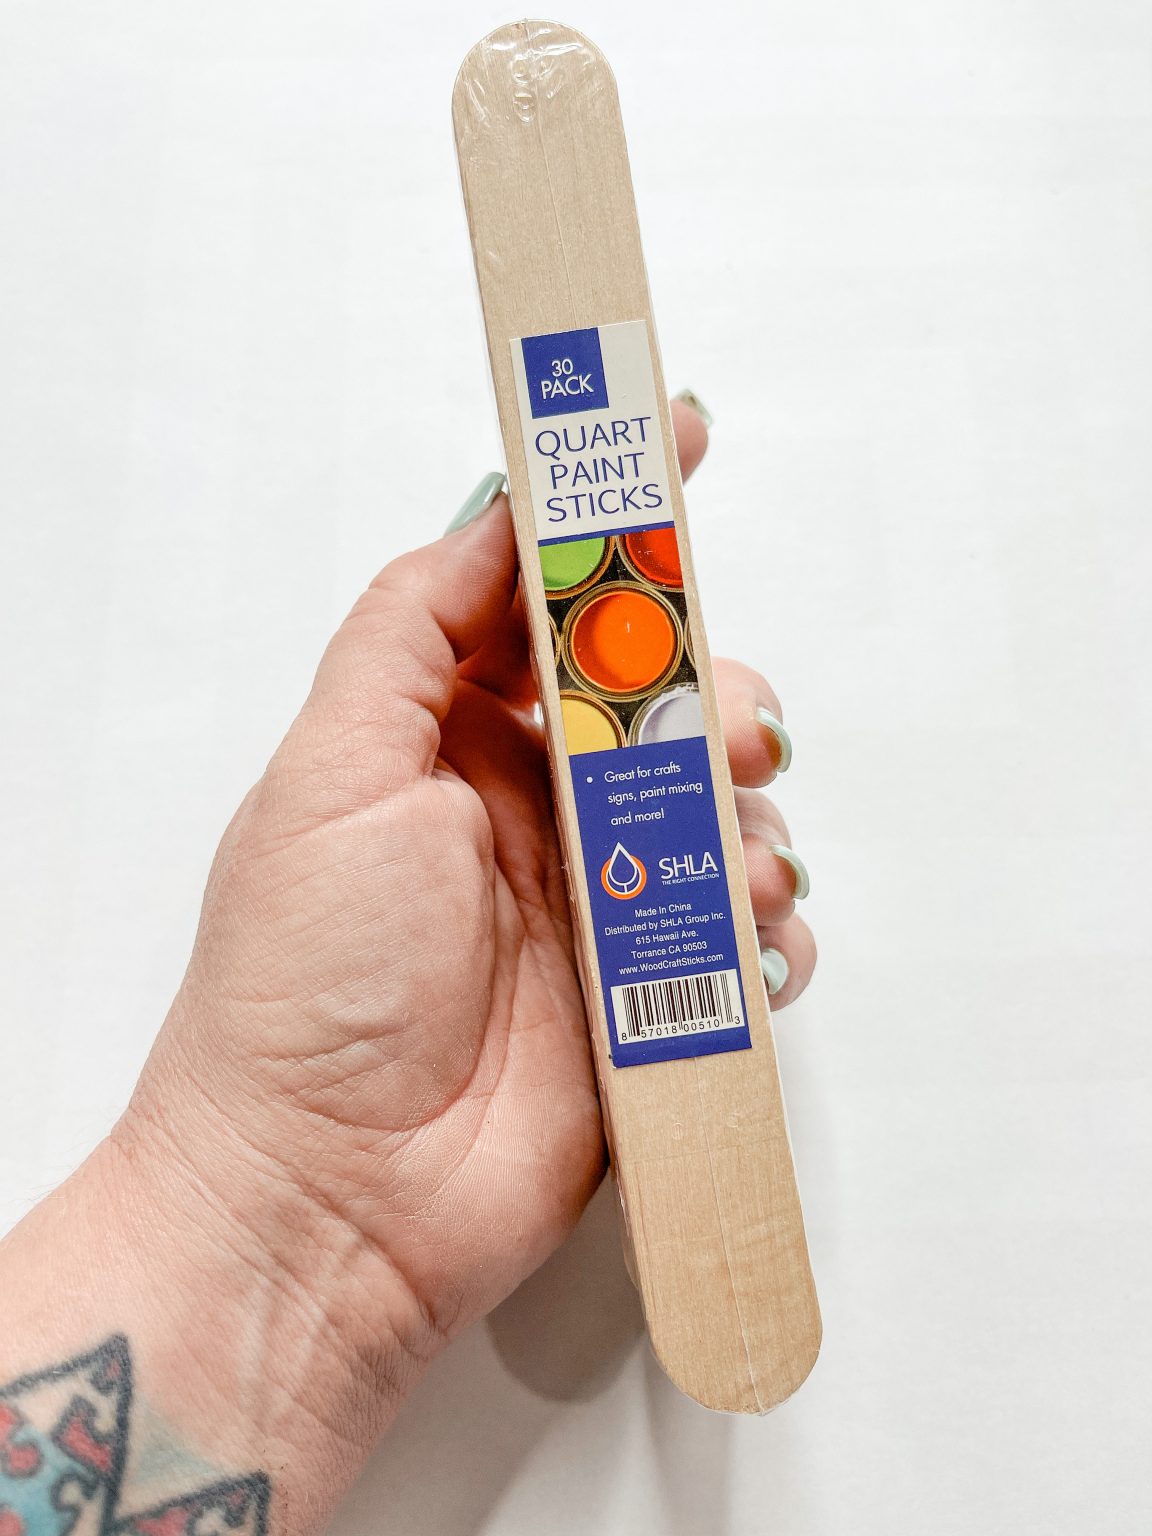 30
PACK
QUART
PAINT
STICKS
• Great for crafts
signs, paint mixing
and more!
SHLA
THE RIGHT CONNECTION
Made In China
Distributed by SHLA Group Inc.
615 Hawaii Ave.
Torrance CA 90503
www.WoodCraftSticks.com
8 57018 00510 3